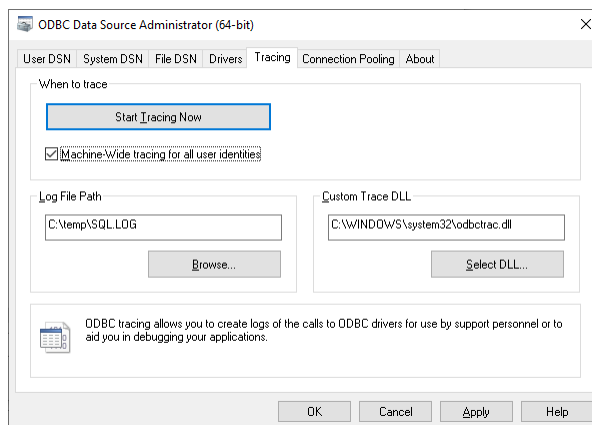 ODBC Data Source Administrator (64-bit)
User DSN System DSN File DSN Drivers Tracing Connection Pooling About
When to trace
Start Tracing Now
Machine-Wide tracing for all user identities
Log File Path
C:\temp\SQL.LOG
Browse...
Custom Trace DLL
C:\WINDOWS\system32\odbctrac.dll
Select DLL...
ODBC tracing allows you to create logs of the calls to ODBC drivers for use by support personnel or to
aid you in debugging your applications.
OK Cancel Apply Help